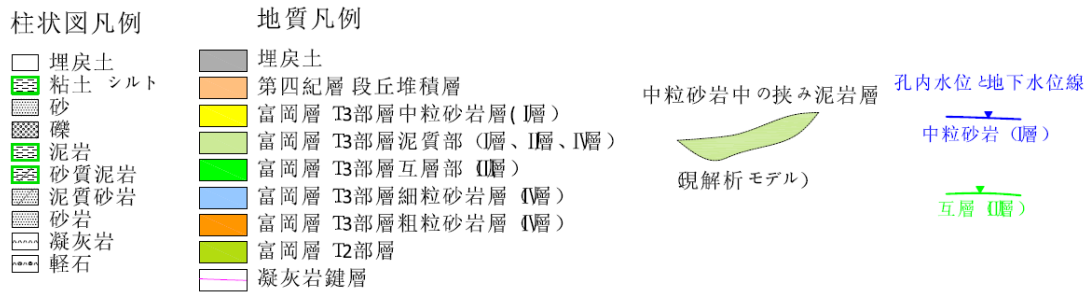 柱状図凡例
埋戻土
粘土 シルト
砂
礫
泥岩
砂質泥岩
泥質砂岩
砂岩
凝灰岩
軽石
地質凡例
埋戻土
第四紀層 段丘堆積層
富岡層 T3部層中粒砂岩層(I層)
富岡層 T3部層泥質部 (I層、II層、IV層)
富岡層 T3部層互層部 (III層)
富岡層 T3部層細粒砂岩層 (IV層)
富岡層 T3部層粗粒砂岩層 (IV層)
富岡層 T2部層
凝灰岩鍵層
中粒砂岩中の挟み泥岩層
(現解析モデル)
孔内水位と地下水位線
中粒砂岩 (I層)
互層 (III層)